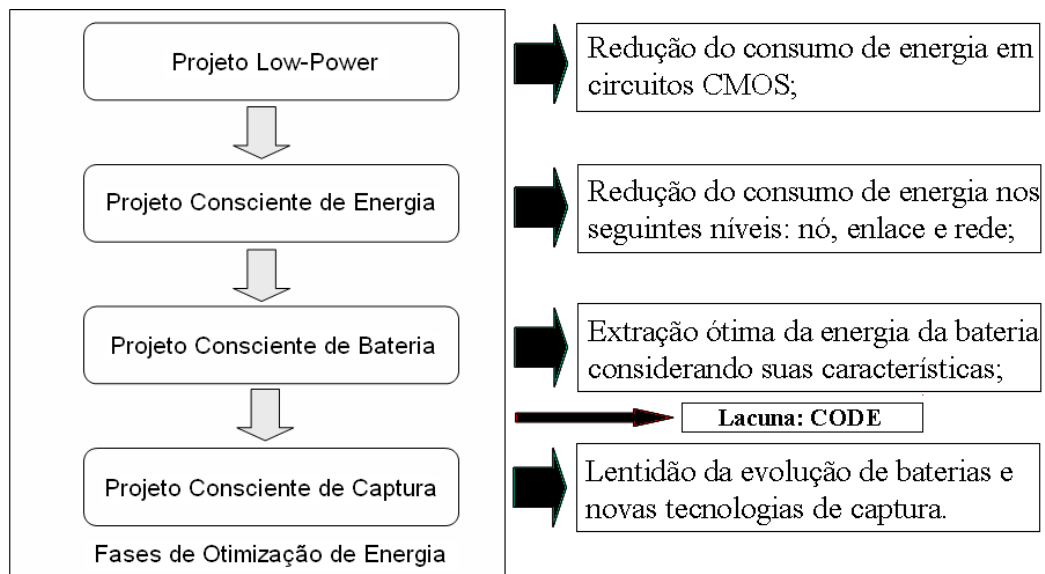 Projeto Low-Power
Redução do consumo de energia em
circuitos CMOS;
Projeto Consciente de Energia
Redução do consumo de energia nos
seguintes níveis: nó, enlace e rede;
Projeto Consciente de Bateria
Extração ótima da energia da bateria
considerando suas características;
Lacuna: CODE
Projeto Consciente de Captura
Lentidão da evolução de baterias e
novas tecnologias de captura.
Fases de Otimização de Energia